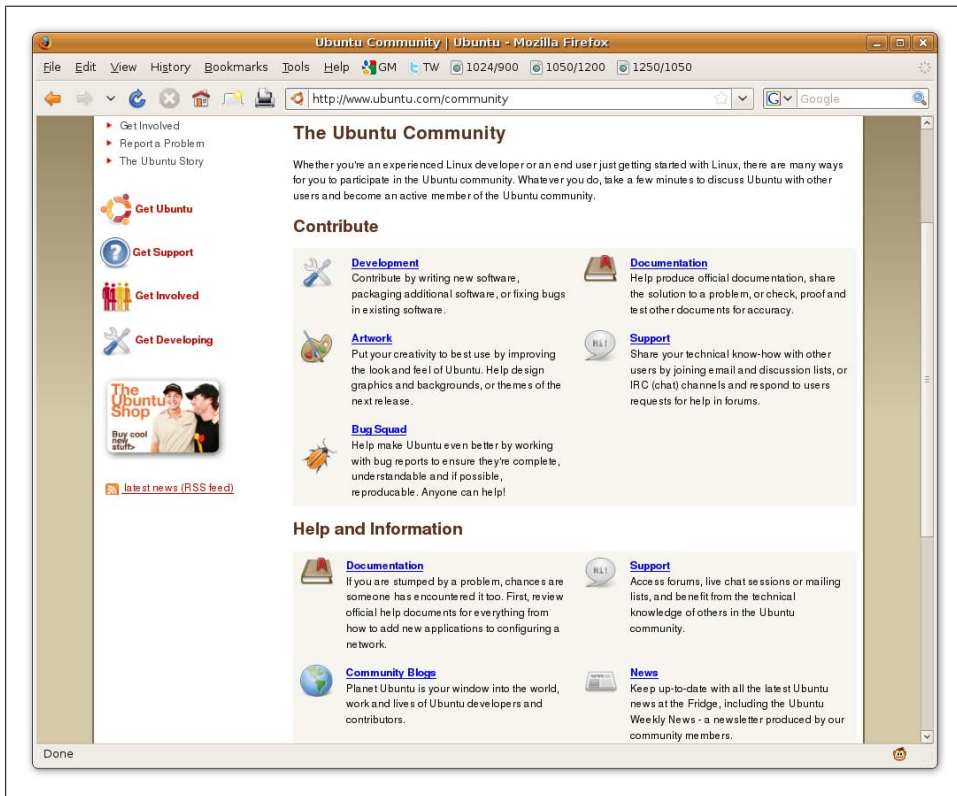 Ubuntu Community | Ubuntu - Mozilla Firefox
File Edit View History Bookmarks Tools Help GM TW 1024/900 1050/1200 1250/1050
http://www.ubuntu.com/community
G Google
Get Involved
Report a Problem
The Ubuntu Story
Get Ubuntu
Get Support
Get Involved
Get Developing
The
Ubuntu
Shop
Buy cool
new
stuff>
latest news (RSS feed)
The Ubuntu Community
Whether you're an experienced Linux developer or an end user just getting started with Linux, there are many ways
for you to participate in the Ubuntu community. Whatever you do, take a few minutes to discuss Ubuntu with other
users and become an active member of the Ubuntu community.
Contribute
Development
Contribute by writing new software,
packaging additional software, or fixing bugs
in existing software.
Documentation
Help produce official documentation, share
the solution to a problem, or check, proof and
test other documents for accuracy.
Artwork
Put your creativity to best use by improving
the look and feel of Ubuntu. Help design
graphics and backgrounds, or themes of the
next release.
Hi!
Support
Share your technical know-how with other
users by joining email and discussion lists, or
IRC (chat) channels and respond to users
requests for help in forums.
Bug Squad
Help make Ubuntu even better by working
with bug reports to ensure they're complete,
understandable and if possible,
reproducable. Anyone can help!
Help and Information
Documentation
If you are stumped by a problem, chances are
someone has encountered it too. First, review
official help documents for everything from
how to add new applications to configuring a
network.
Hi!
Support
Access forums, live chat sessions or mailing
lists, and benefit from the technical
knowledge of others in the Ubuntu
community.
Community Blogs
Planet Ubuntu is your window into the world,
work and lives of Ubuntu developers and
contributors.
NEWS
News
Keep up-to-date with all the latest Ubuntu
news at the Fridge, including the Ubuntu
Weekly News - a newsletter produced by our
community members.
Done